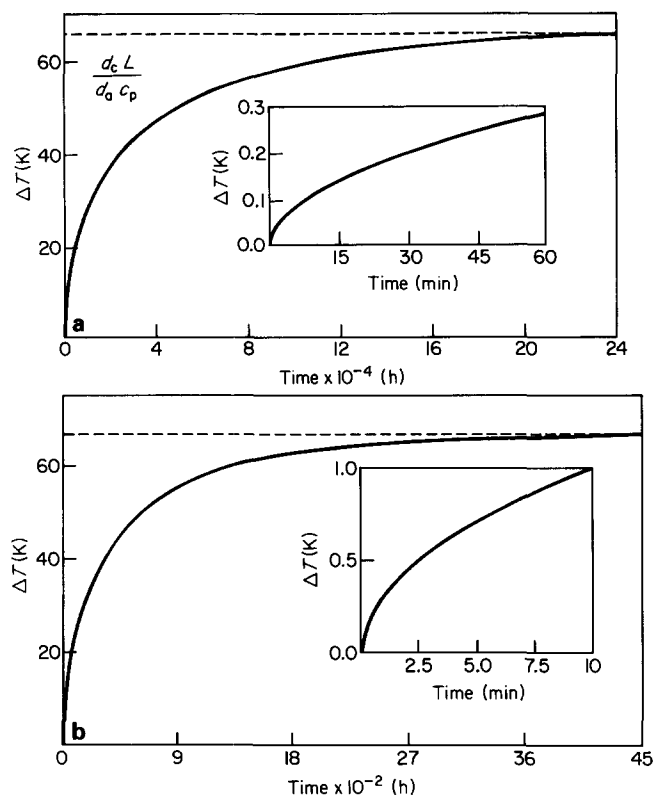 60
40
20
ΔT(K)
d_c L
d_a c_p
0.3
0.2
0.1
0.0
ΔT(K)
15 30 45 60
Time (min)
a
0 4 8 12 16 20 24
Time x 10⁻⁴ (h)
60
40
20
ΔT(K)
1.0
0.5
0.0
ΔT(K)
2.5 5.0 7.5 10
Time (min)
b
0 9 18 27 36 45
Time x 10⁻² (h)